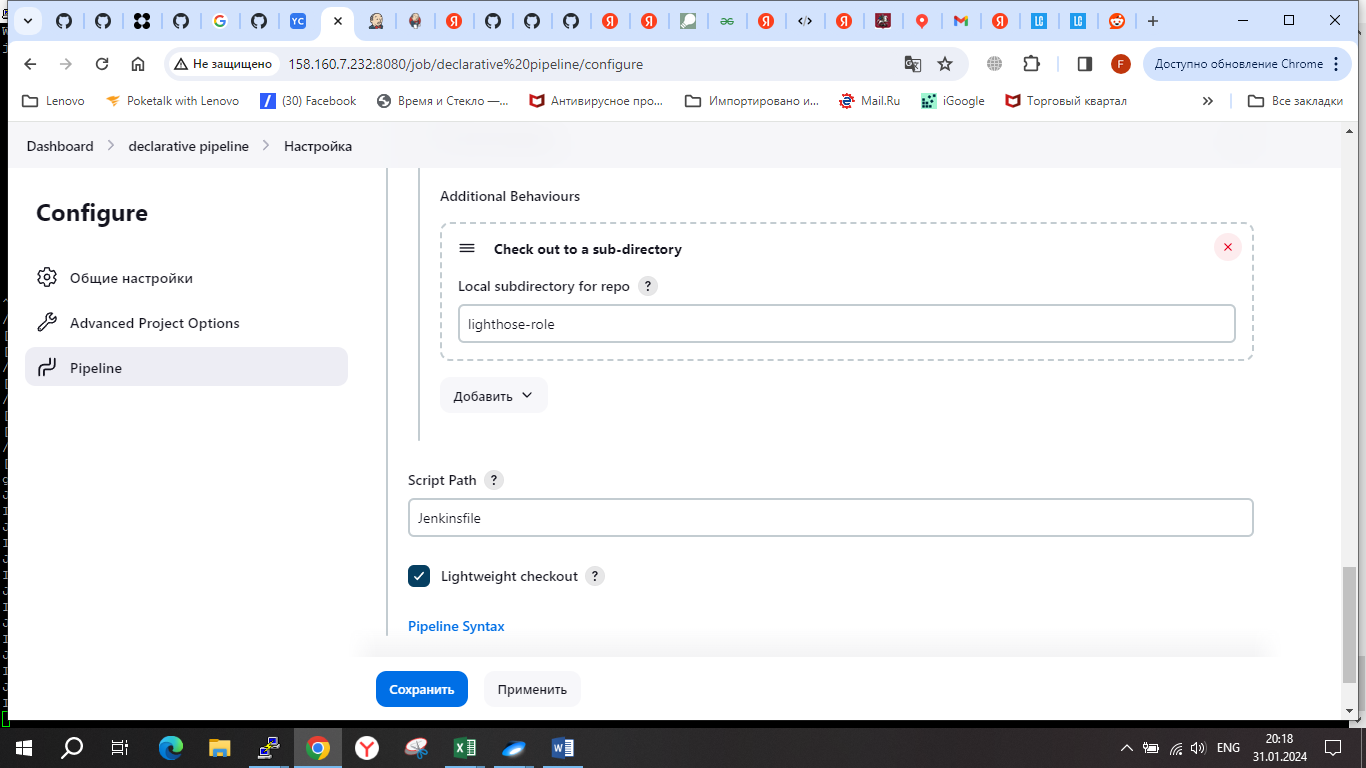 Не защищено
158.160.7.232:8080/job/declarative%20pipeline/configure
F
Доступно обновление Chrome
Lenovo
Poketalk with Lenovo
(30) Facebook
Время и Стекло —...
Антивирусное про...
Импортировано и...
Mail.Ru
iGoogle
Торговый квартал
Все закладки
Dashboard
declarative pipeline
Настройка
Configure
Общие настройки
Advanced Project Options
Pipeline
Additional Behaviours
Check out to a sub-directory
Local subdirectory for repo ?
lighthose-role
Добавить
Script Path ?
Jenkinsfile
Lightweight checkout ?
Pipeline Syntax
Сохранить
Применить
ENG
20:18
31.01.2024